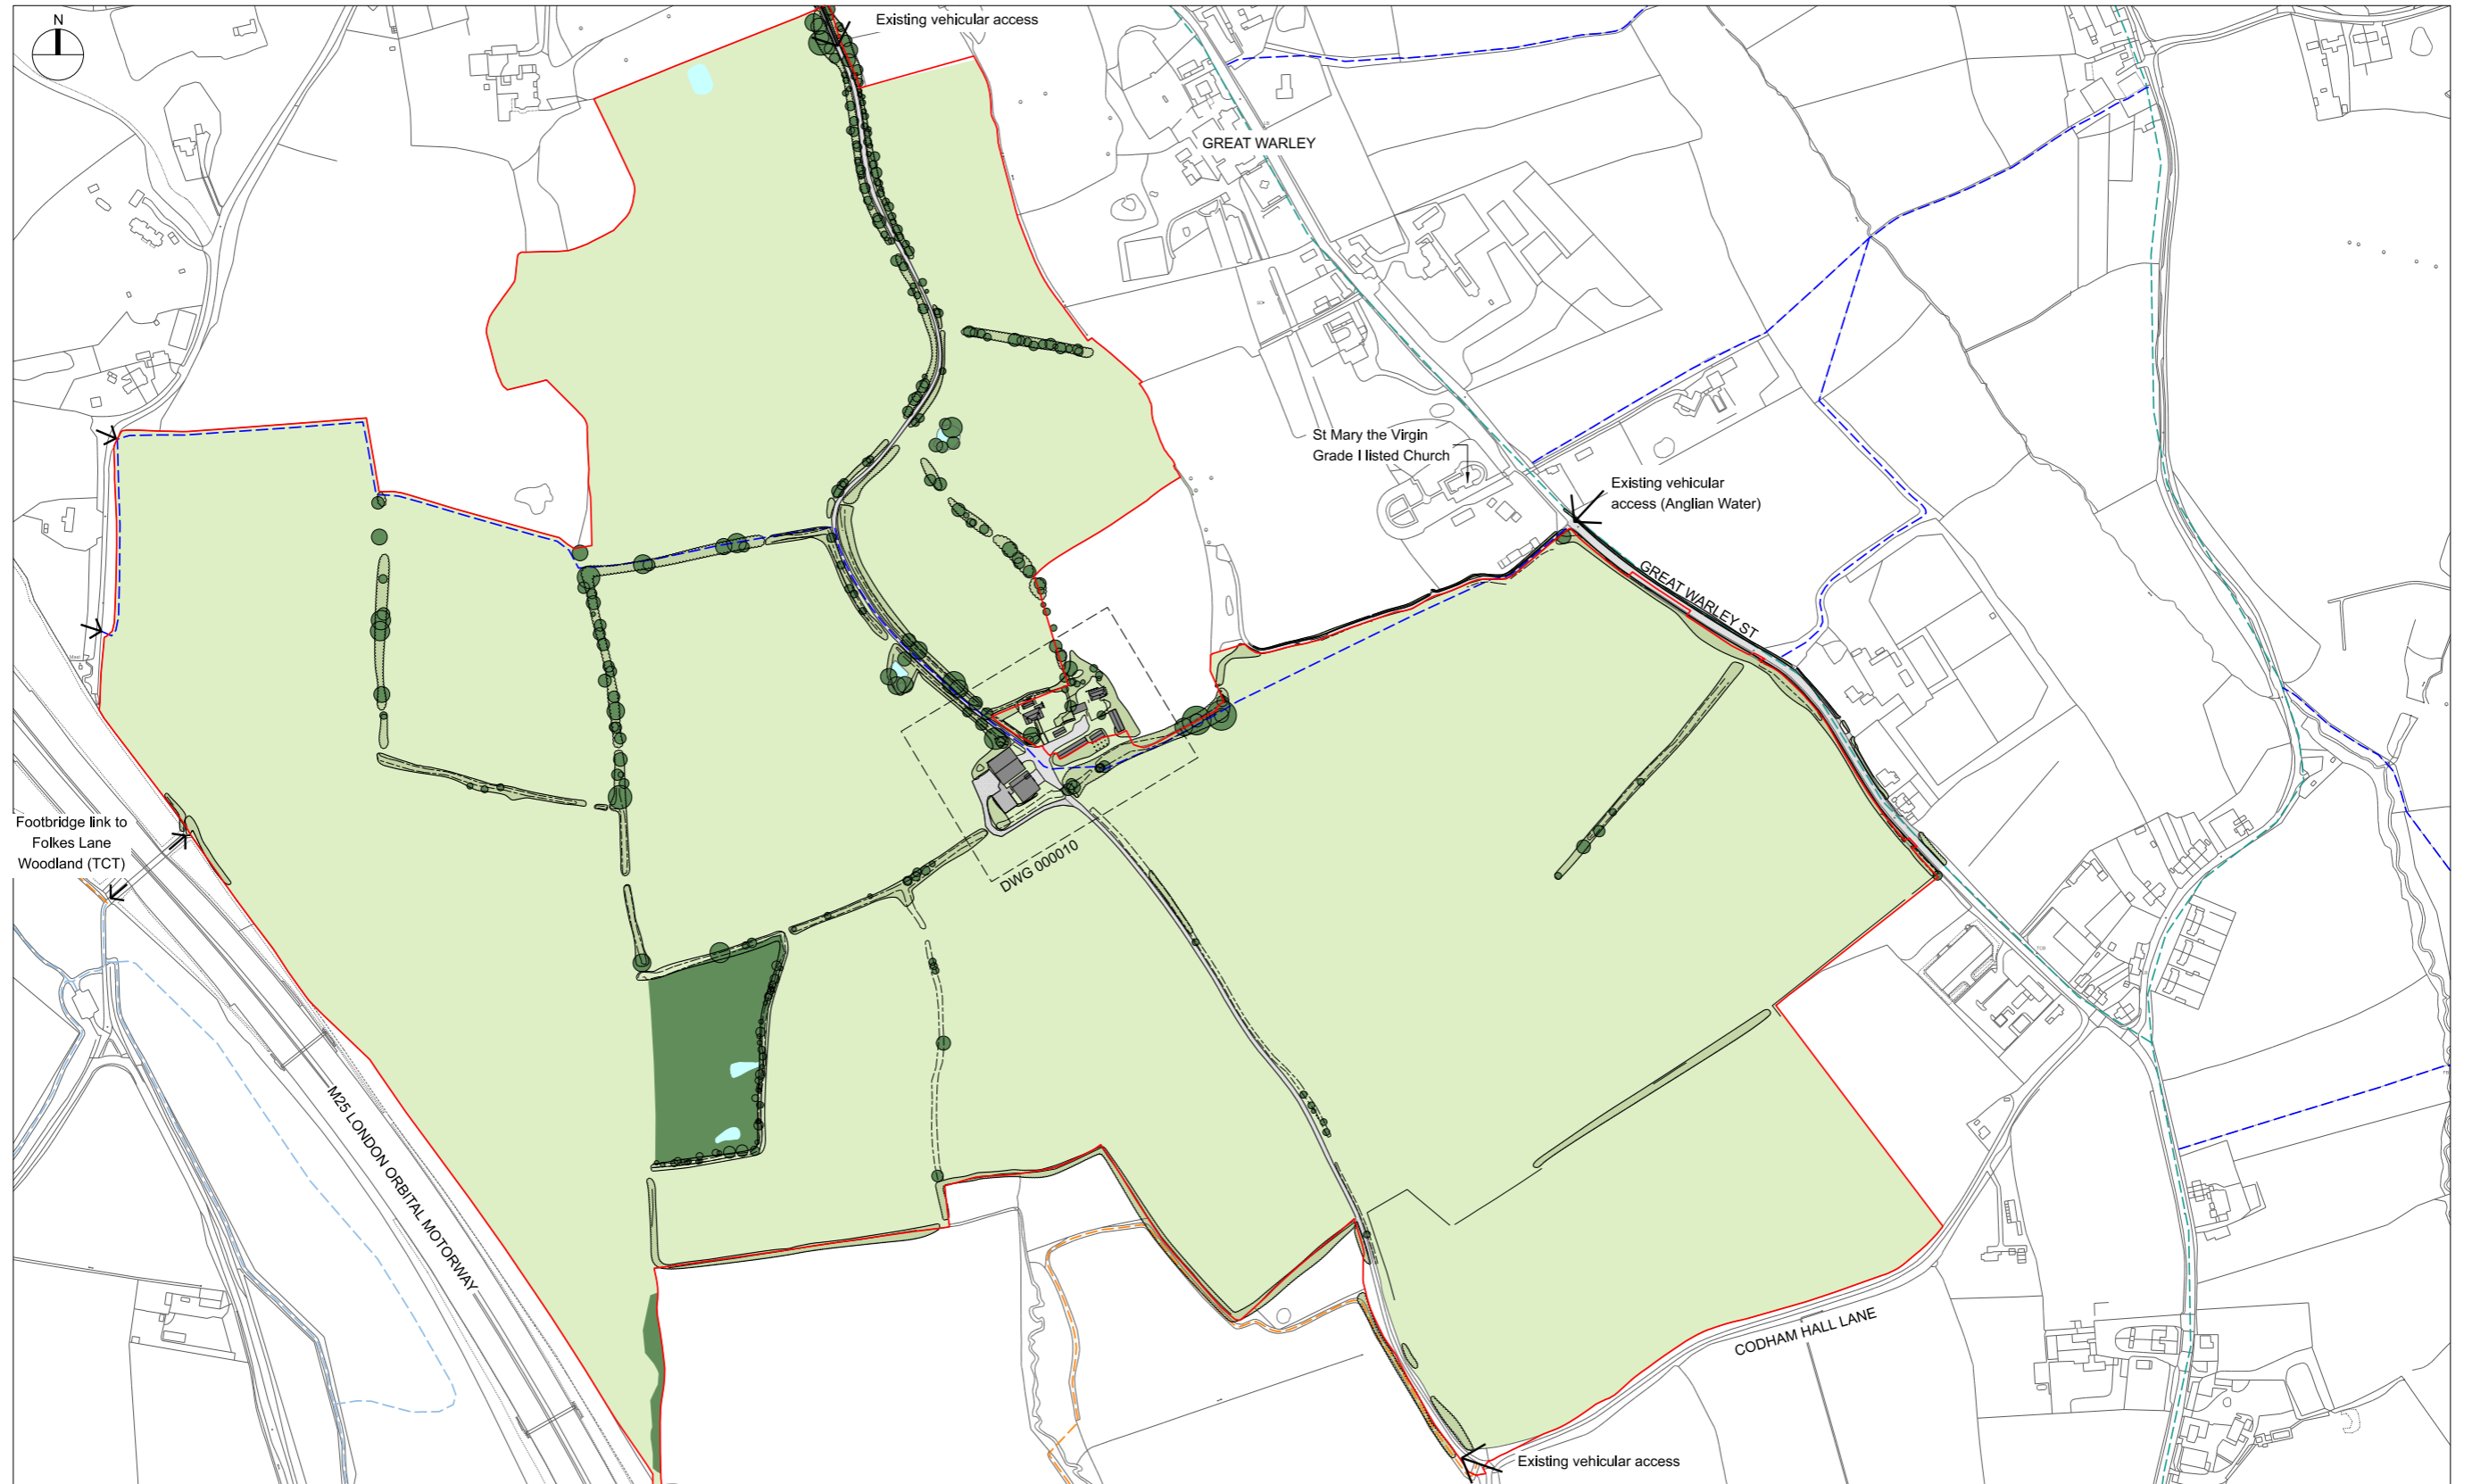 N
Existing vehicular access
GREAT WARLEY
St Mary the Virgin
Grade I listed Church
Existing vehicular
access (Anglian Water)
GREAT WARLEY ST
Footbridge link to
Folkes Lane
Woodland (TCT)
DWG 000010
M25 LONDON ORBITAL MOTORWAY
CODHAM HALL LANE
Existing vehicular access